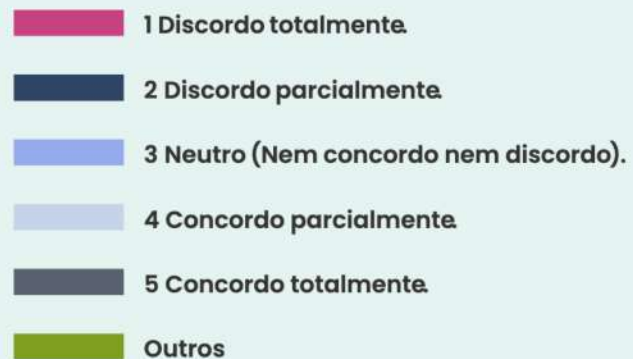 1 Discordo totalmente.
2 Discordo parcialmente.
3 Neutro (Nem concordo nem discordo).
4 Concordo parcialmente.
5 Concordo totalmente.
Outros